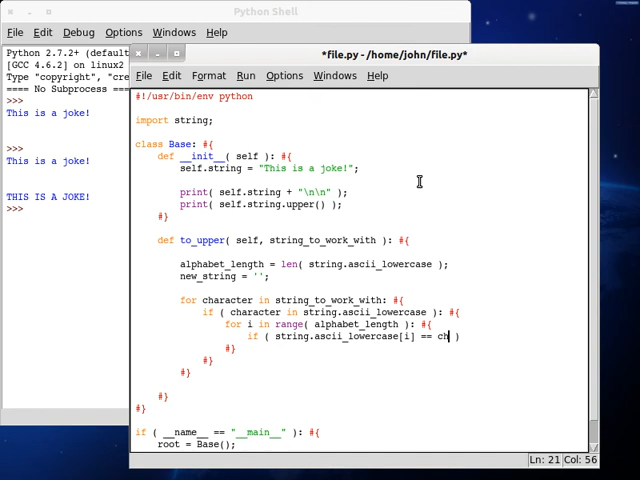 Python Shell
File Edit Debug Options Windows Help
Python 2.7.2+ (default
[GCC 4.6.2] on linux2
Type "copyright", "cre
==== No Subprocess ====
>>>
This is a joke!
>>>
This is a joke!
THIS IS A JOKE!
>>>
*file.py - /home/john/file.py*
File Edit Format Run Options Windows Help
#!/usr/bin/env python
import string;
class Base: #{
def __init__( self ): #{
self.string = "This is a joke!";
print( self.string + "\n\n" );
print( self.string.upper() );
#}
def to_upper( self, string_to_work_with ): #{
alphabet_length = len( string.ascii_lowercase );
new_string = '';
for character in string_to_work_with: #{
if ( character in string.ascii_lowercase ): #{
for i in range( alphabet_length ): #{
if ( string.ascii_lowercase[i] == ch )
#}
#}
#}
#}
#}
if ( __name__ == "__main__" ): #{
root = Base();
Ln: 21 Col: 56